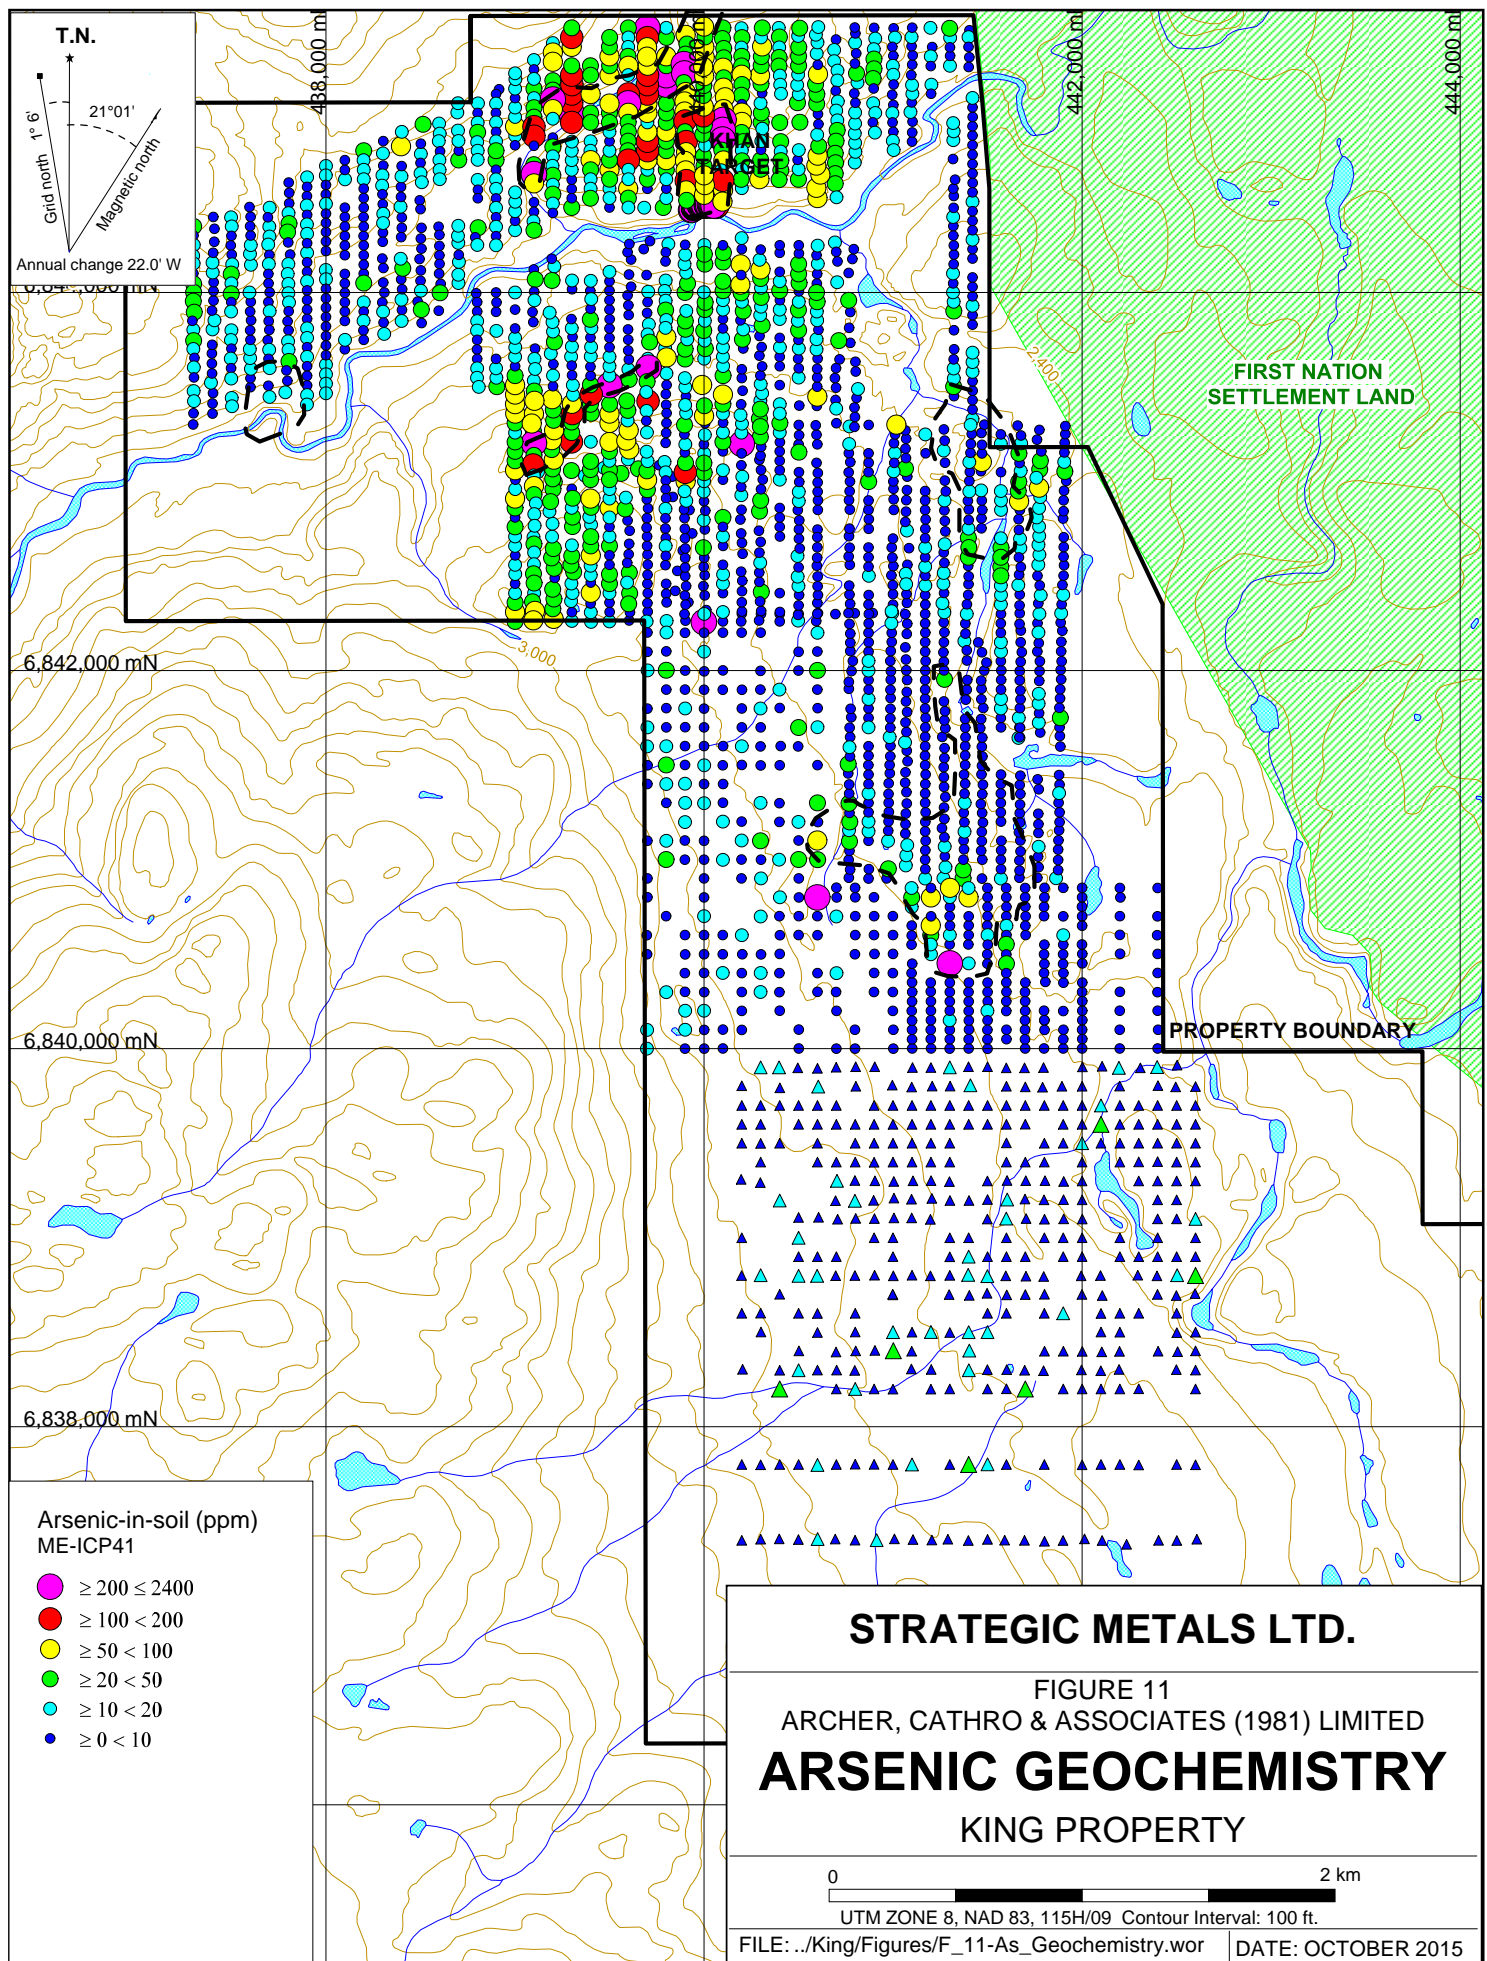 T.N.
21°01'
1° 6'
Grid north
Magnetic north
Annual change 22.0' W
438,000 m
442,000 m
444,000 m
KHAN
TARGET
2,400
FIRST NATION
SETTLEMENT LAND
3,000
6,842,000 mN
6,840,000 mN
PROPERTY BOUNDARY
6,838,000 mN
Arsenic-in-soil (ppm)
ME-ICP41
≥ 200 ≤ 2400
≥ 100 < 200
≥ 50 < 100
≥ 20 < 50
≥ 10 < 20
≥ 0 < 10
STRATEGIC METALS LTD.
FIGURE 11
ARCHER, CATHRO & ASSOCIATES (1981) LIMITED
ARSENIC GEOCHEMISTRY
KING PROPERTY
0 2 km
UTM ZONE 8, NAD 83, 115H/09 Contour Interval: 100 ft.
FILE: ../King/Figures/F_11-As_Geochemistry.wor
DATE: OCTOBER 2015